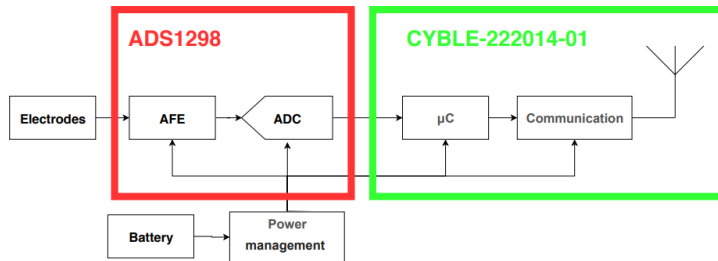 ADS1298
CYBLE-222014-01
Electrodes
AFE
ADC
µC
Communication
Battery
Power
management